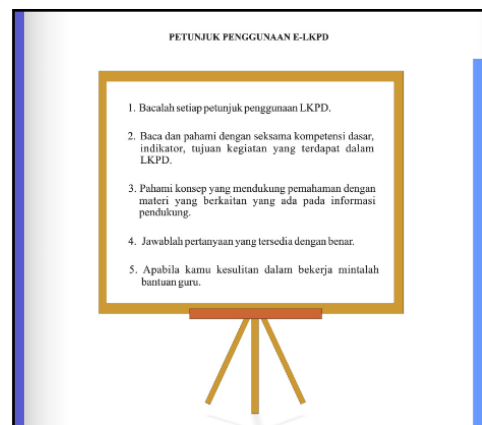 PETUNJUK PENGGUNAAN E-LKPD
1. Bacalah setiap petunjuk penggunaan LKPD.
2. Baca dan pahami dengan seksama kompetensi dasar,
indikator, tujuan kegiatan yang terdapat dalam
LKPD.
3. Pahami konsep yang mendukung pemahaman dengan
materi yang berkaitan yang ada pada informasi
pendukung.
4. Jawablah pertanyaan yang tersedia dengan benar.
5. Apabila kamu kesulitan dalam bekerja mintalah
bantuan guru.